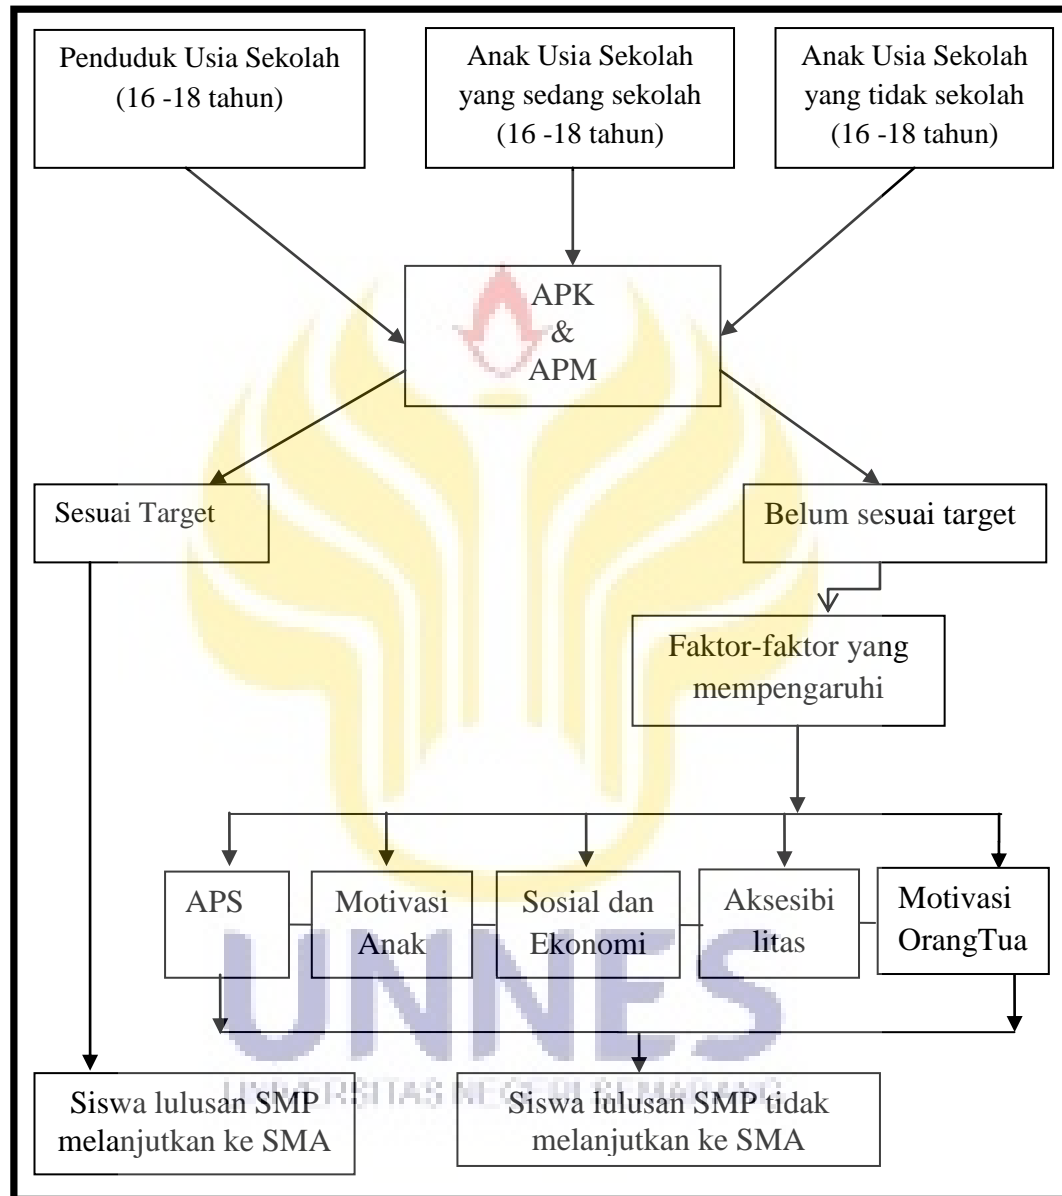 Penduduk Usia Sekolah
(16 -18 tahun)
Anak Usia Sekolah
yang sedang sekolah
(16 -18 tahun)
Anak Usia Sekolah
yang tidak sekolah
(16 -18 tahun)
APK
&
APM
Sesuai Target
Belum sesuai target
Faktor-faktor yang
mempengaruhi
APS
Motivasi
Anak
Sosial dan
Ekonomi
Aksesibi
litas
Motivasi
OrangTua
UNNES
UNIVERSITAS NEGERI SEMARANG
Siswa lulusan SMP
melanjutkan ke SMA
Siswa lulusan SMP tidak
melanjutkan ke SMA